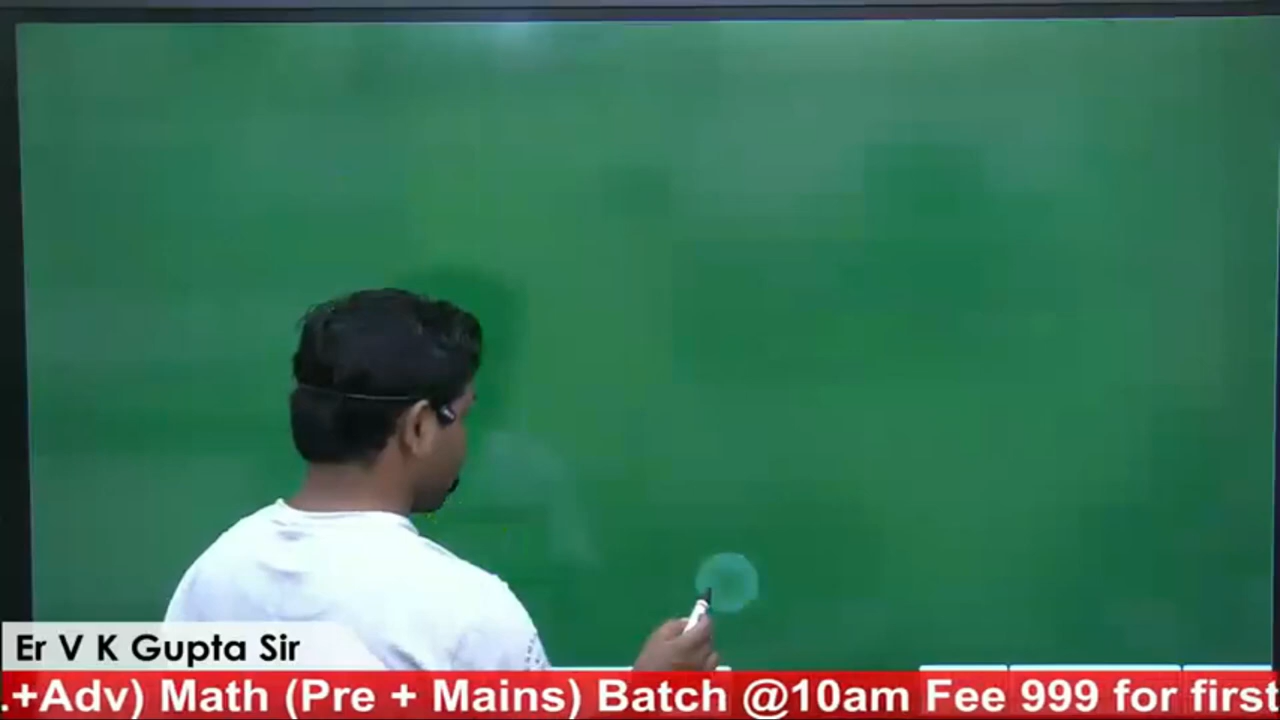 Er V K Gupta Sir
.+Adv) Math (Pre + Mains) Batch @10am Fee 999 for first